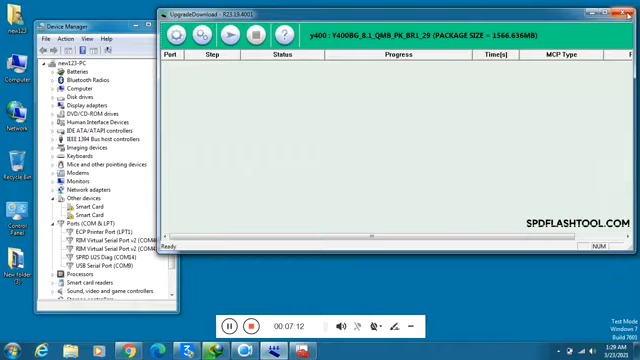 new123
Computer
Network
Recycle Bin
Control
Panel
New folder
(3)
Device Manager
File Action View Help
new123-PC
Batteries
Bluetooth Radios
Computer
Disk drives
Display adapters
DVD/CD-ROM drives
Human Interface Devices
IDE ATA/ATAPI controllers
IEEE 1394 Bus host controllers
Imaging devices
Keyboards
Mice and other pointing devices
Modems
Monitors
Network adapters
Other devices
Smart Card
Smart Card
Ports (COM & LPT)
ECP Printer Port (LPT1)
RIM Virtual Serial Port v2 (COM
RIM Virtual Serial Port v2 (COM
SPRD U2S Diag (COM14)
USB Serial Port (COM9)
Processors
Smart card readers
Sound, video and game controllers
UpgradeDownload - R23.19.4001
y400 : Y400BG_8.1_QMB_PK_BR1_29 (PACKAGE SIZE = 1566.636MB)
Port Step Status Progress Time(s) MCP Type
SPDFLASHTOOL.COM
Ready
NUM
00:07:12
Test Mode
Windows 7
Build 7601
1:29 AM
3/23/2021